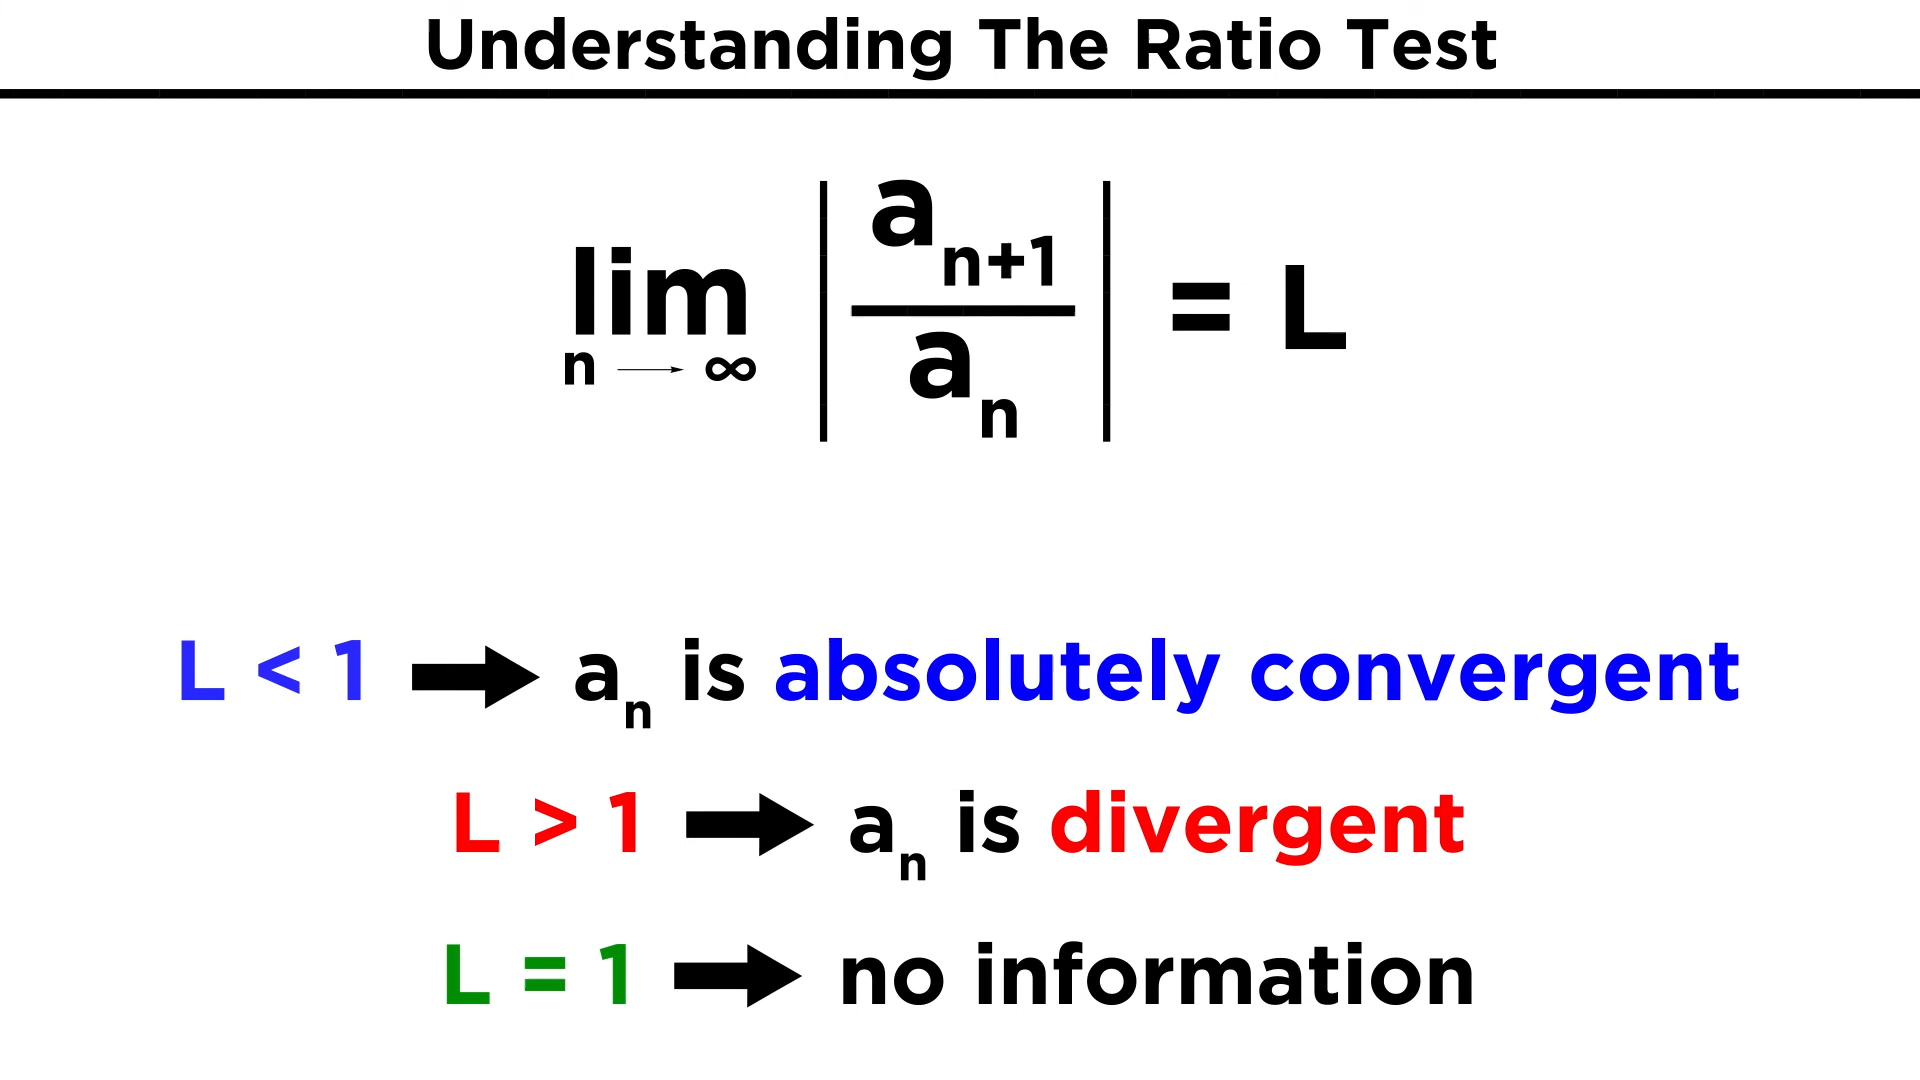 Understanding The Ratio Test
lim n → ∞ | a_{n+1} / a_n | = L
L < 1 ➡ a_n is absolutely convergent
L > 1 ➡ a_n is divergent
L = 1 ➡ no information